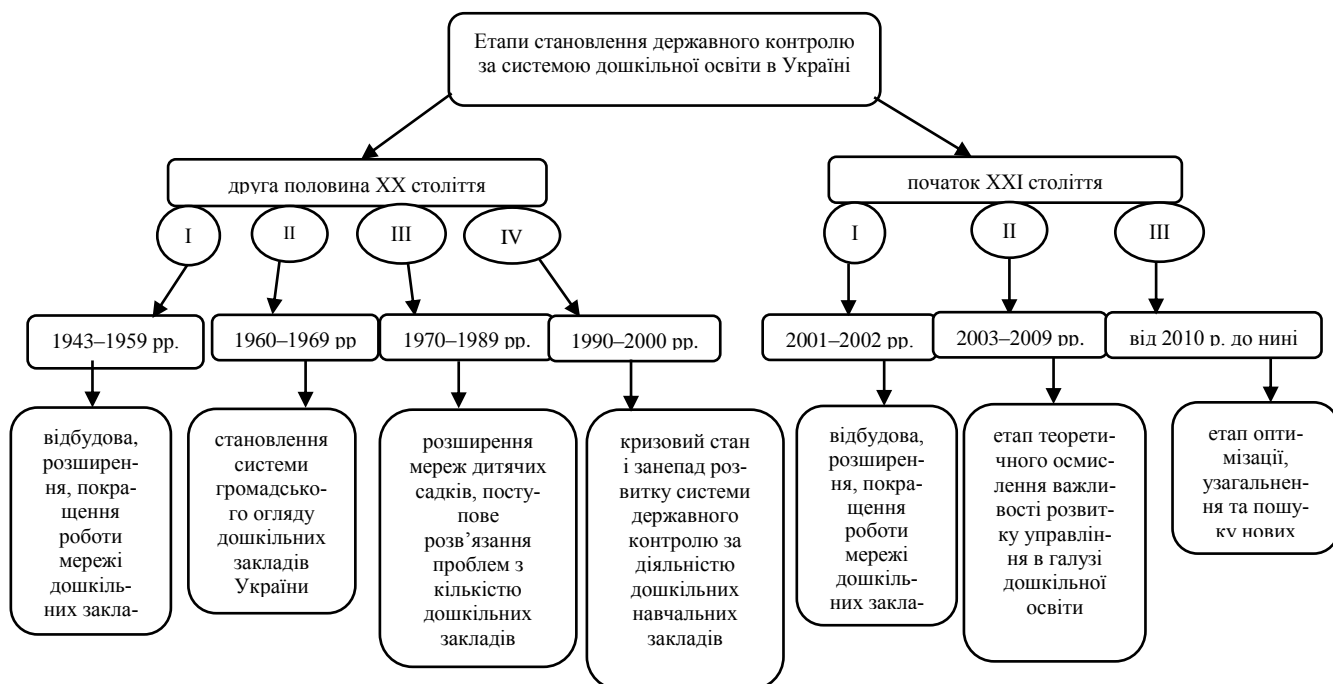 Етапи становлення державного контролю
за системою дошкільної освіти в Україні
друга половина ХХ століття
початок ХХІ століття
I
II
III
IV
I
II
III
1943–1959 рр.
1960–1969 рр
1970–1989 рр.
1990–2000 рр.
2001–2002 рр.
2003–2009 рр.
від 2010 р. до нині
відбудова,
розширен-
ня, покра-
щення
роботи
мережі
дошкіль-
них закла-
становлення
системи
громадсько-
го огляду
дошкільних
закладів
України
розширення
мереж дитячих
садків, посту-
пове
розв’язання
проблем з
кількістю
дошкільних
закладів
кризовий стан
і занепад роз-
витку системи
державного
контролю за
діяльністю
дошкільних
навчальних
закладів
відбудова,
розширен-
ня, покра-
щення
роботи
мережі
дошкіль-
них закла-
етап теорети-
чного осмис-
лення важли-
вості розвит-
ку управлін-
ня в галузі
дошкільної
освіти
етап опти-
мізації,
узагальнен-
ня та пошу-
ку нових